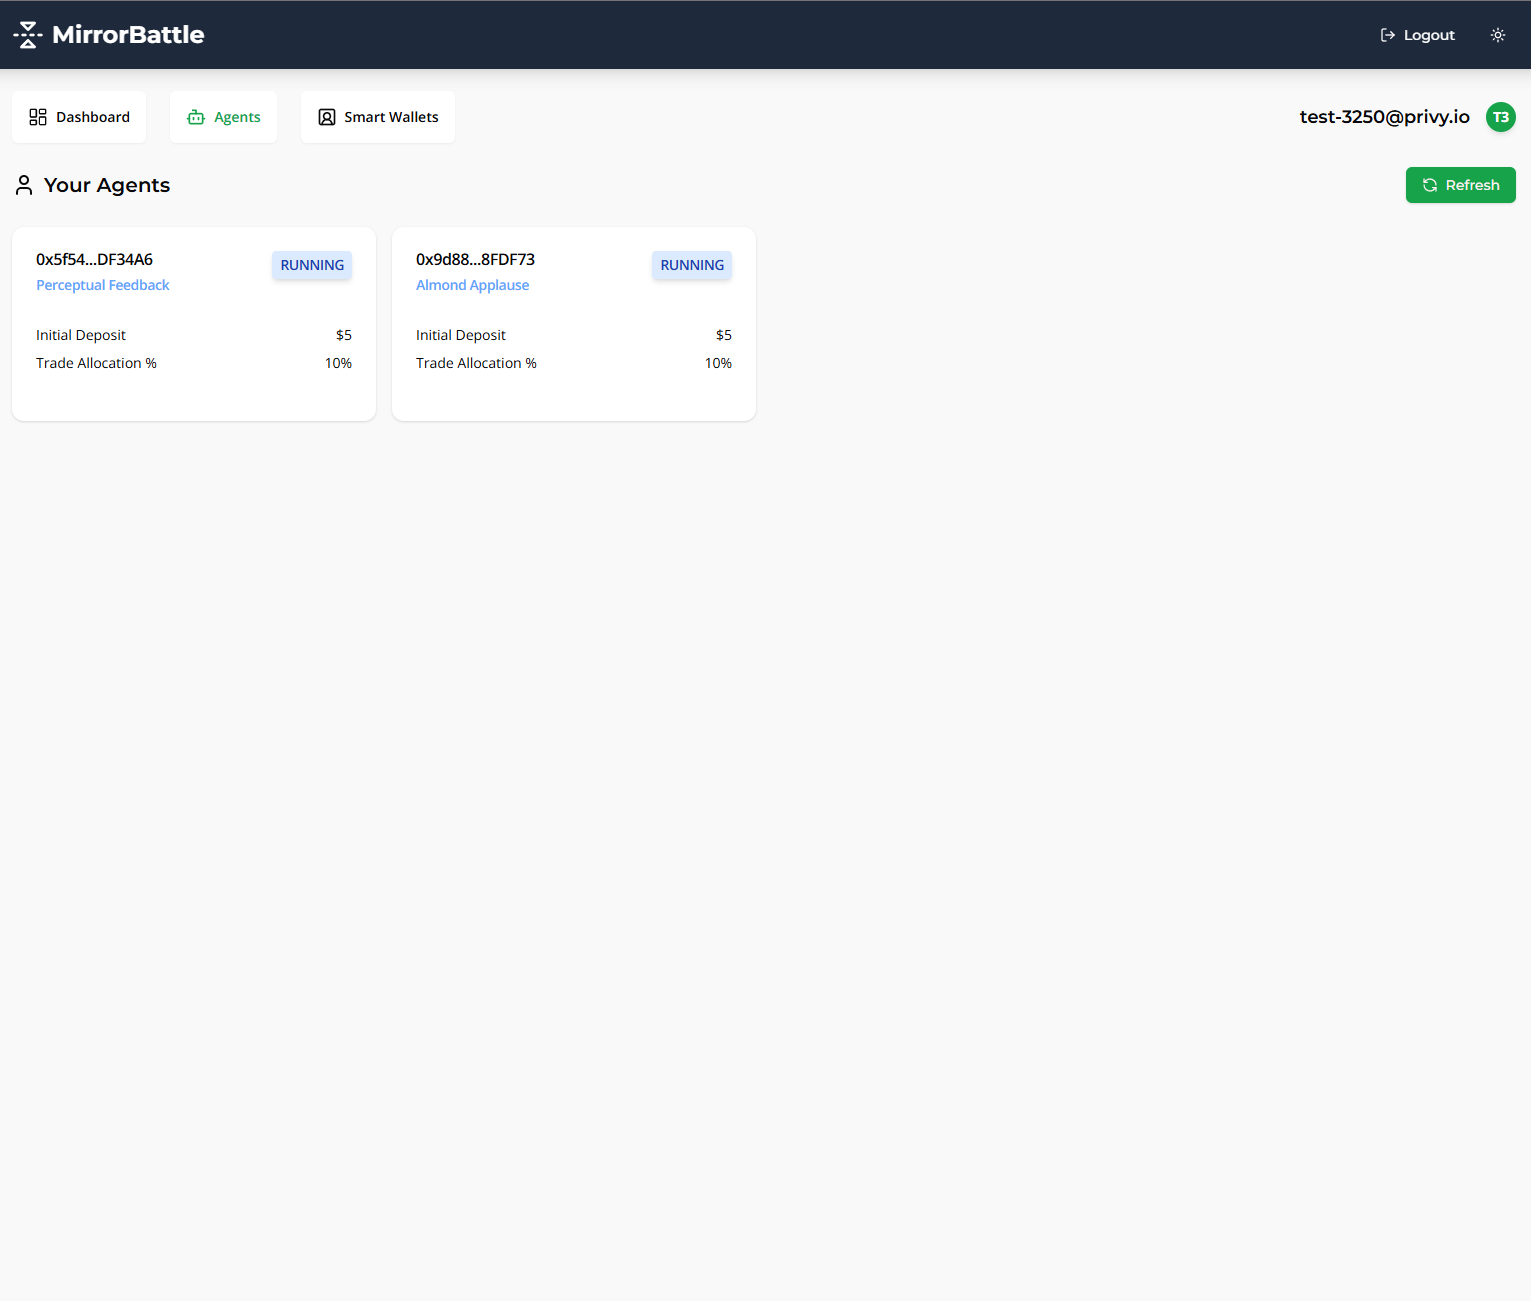 MirrorBattle
Logout
Dashboard
Agents
Smart Wallets
test-3250@privy.io
T3
Your Agents
Refresh
0x5f54...DF34A6
RUNNING
Perceptual Feedback
Initial Deposit $5
Trade Allocation % 10%
0x9d88...8FDF73
RUNNING
Almond Applause
Initial Deposit $5
Trade Allocation % 10%